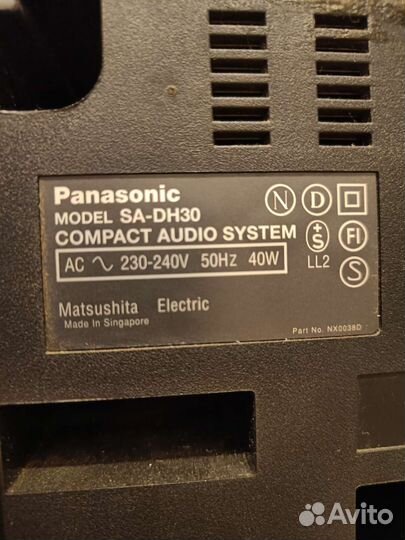 Panasonic
MODEL SA-DH30
COMPACT AUDIO SYSTEM
AC 230-240V 50Hz 40W
Matsushita Electric
Made In Singapore
N D
S FI
LL2 S
Part No. NX0038D
Avito